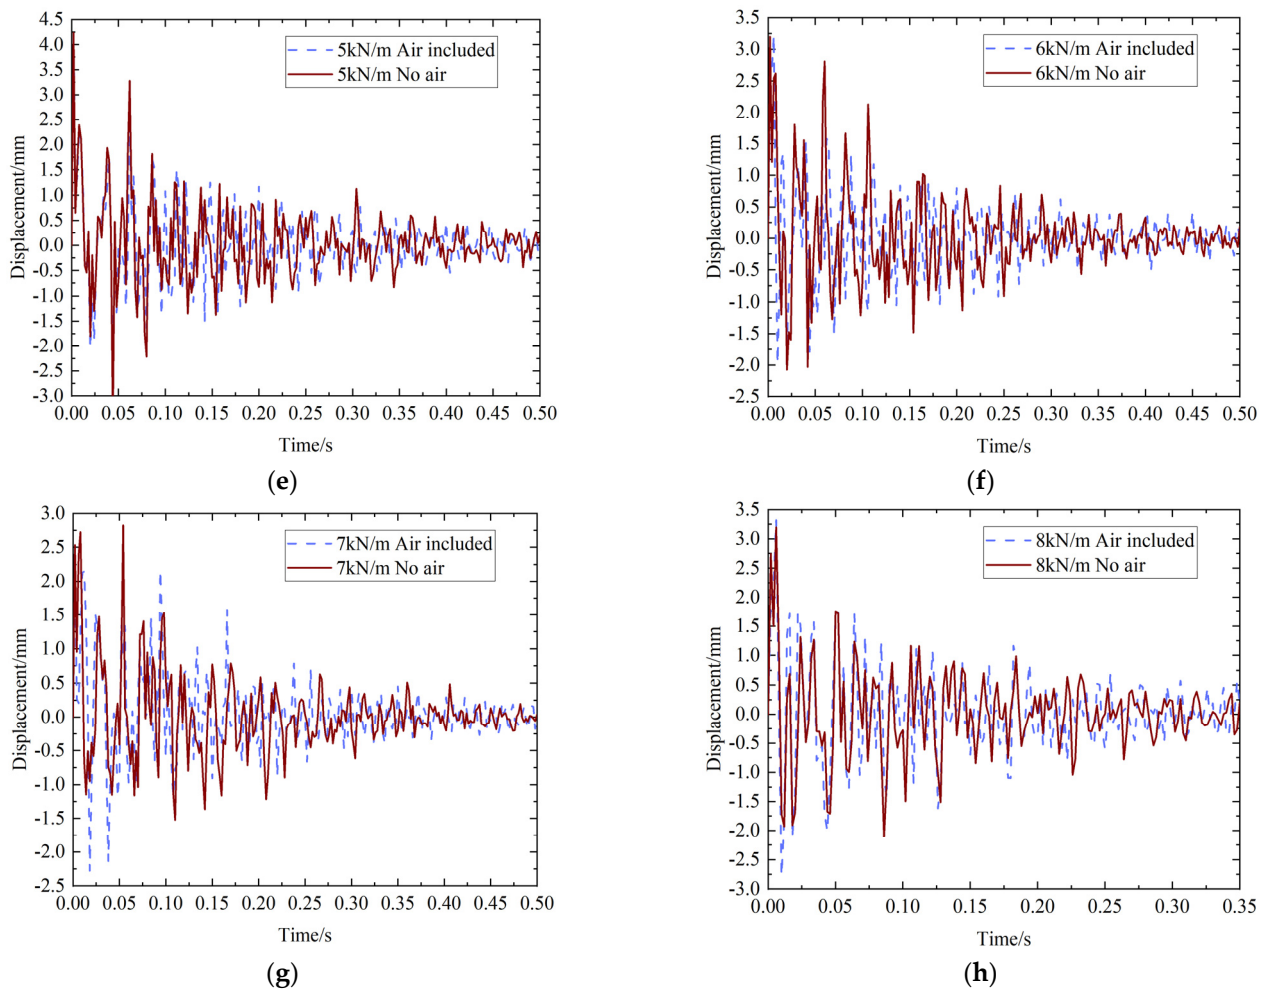 5kN/m Air included
5kN/m No air
4.5
4.0
3.5
3.0
2.5
2.0
1.5
1.0
0.5
0.0
-0.5
-1.0
-1.5
-2.0
-2.5
-3.0
Displacement/mm
0.00 0.05 0.10 0.15 0.20 0.25 0.30 0.35 0.40 0.45 0.50
Time/s
(e)
6kN/m Air included
6kN/m No air
3.5
3.0
2.5
2.0
1.5
1.0
0.5
0.0
-0.5
-1.0
-1.5
-2.0
-2.5
Displacement/mm
0.00 0.05 0.10 0.15 0.20 0.25 0.30 0.35 0.40 0.45 0.50
Time/s
(f)
7kN/m Air included
7kN/m No air
3.0
2.5
2.0
1.5
1.0
0.5
0.0
-0.5
-1.0
-1.5
-2.0
-2.5
Displacement/mm
0.00 0.05 0.10 0.15 0.20 0.25 0.30 0.35 0.40 0.45 0.50
Time/s
(g)
8kN/m Air included
8kN/m No air
3.5
3.0
2.5
2.0
1.5
1.0
0.5
0.0
-0.5
-1.0
-1.5
-2.0
-2.5
-3.0
Displacement/mm
0.00 0.05 0.10 0.15 0.20 0.25 0.30 0.35
Time/s
(h)